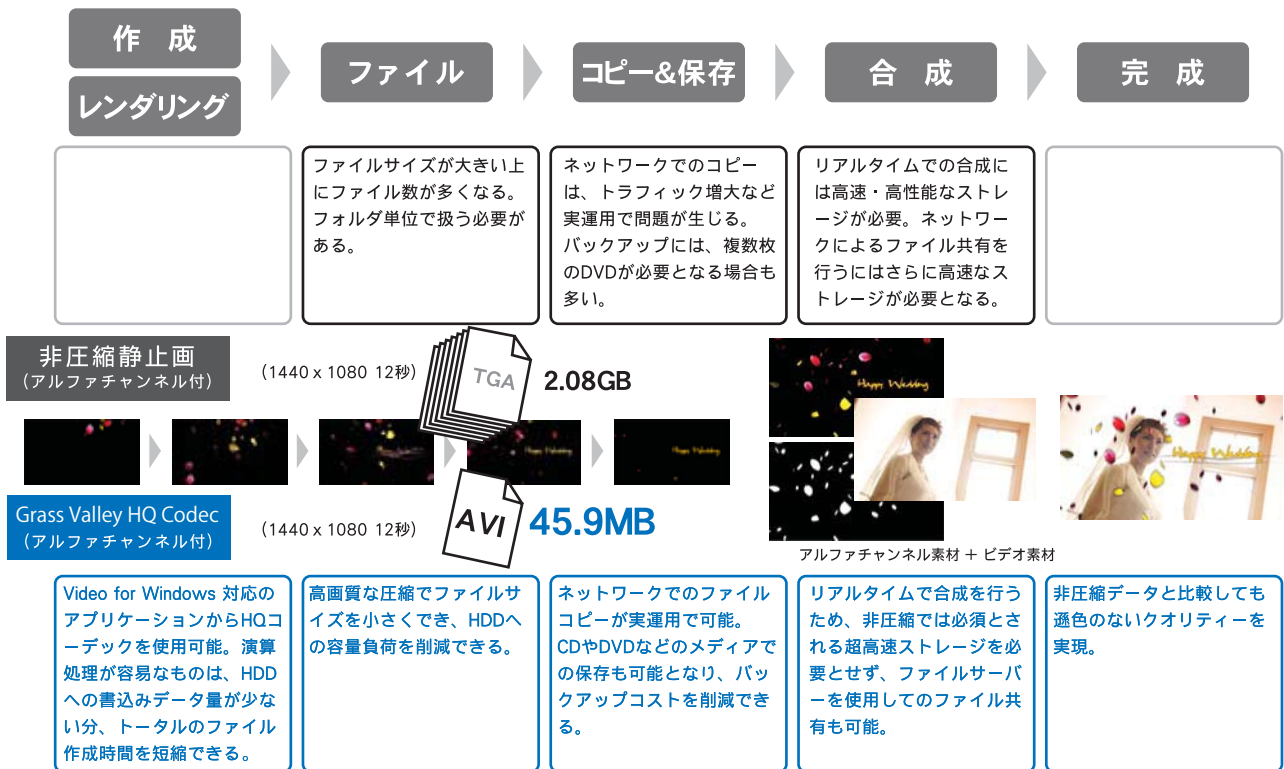 作 成
レンダリング
ファイル
コピー&保存
合 成
完 成
ファイルサイズが大きい上
にファイル数が多くなる。
フォルダ単位で扱う必要が
ある。
ネットワークでのコピー
は、トラフィック増大など
実運用で問題が生じる。
バックアップには、複数枚
のDVDが必要となる場合も
多い。
リアルタイムでの合成に
は高速・高性能なストレ
ージが必要。ネットワー
クによるファイル共有を
行うにはさらに高速なス
トレージが必要となる。
非圧縮静止画
(アルファチャンネル付)
(1440 x 1080 12秒)
TGA
2.08GB
Happy Wedding
Happy Wedding
Happy Wedding
Happy Wedding
Grass Valley HQ Codec
(アルファチャンネル付)
(1440 x 1080 12秒)
AVI
45.9MB
アルファチャンネル素材 + ビデオ素材
Video for Windows 対応の
アプリケーションからHQコ
ーデックを使用可能。演算
処理が容易なものは、HDD
への書込みデータ量が少な
い分、トータルのファイル
作成時間を短縮できる。
高画質な圧縮でファイルサ
イズを小さくでき、HDDへ
の容量負荷を削減できる。
ネットワークでのファイル
コピーが実運用で可能。
CDやDVDなどのメディアで
の保存も可能となり、バッ
クアップコストを削減でき
る。
リアルタイムで合成を行う
ため、非圧縮では必須とさ
れる超高速ストレージを必
要とせず、ファイルサーバ
ーを使用してのファイル共
有も可能。
非圧縮データと比較しても
遜色のないクオリティーを
実現。